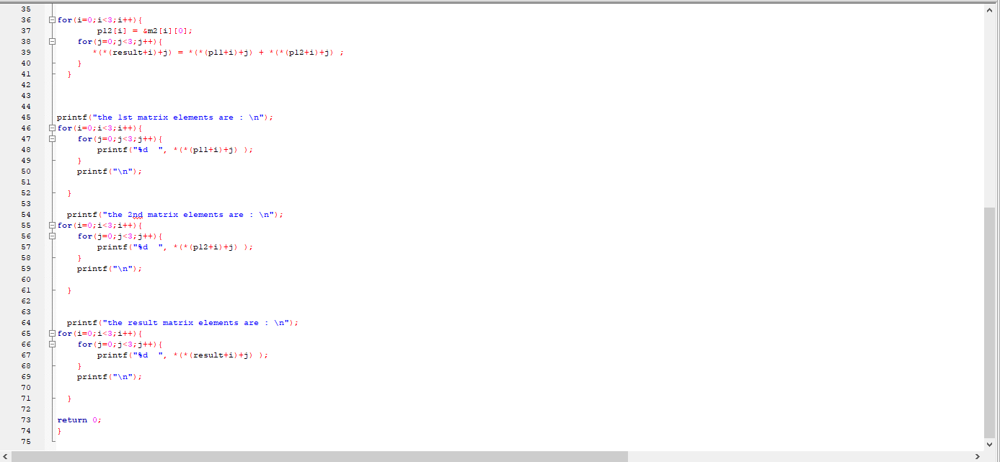 35
36 for(i=0;i<3;i++){
37 pl2[i] = &m2[i][0];
38 for(j=0;j<3;j++){
39 *(*(result+i)+j) = *(*(pl1+i)+j) + *(*(pl2+i)+j) ;
40 }
41 }
42
43
44
45 printf("the 1st matrix elements are : \n");
46 for(i=0;i<3;i++){
47 for(j=0;j<3;j++){
48 printf("%d  ", *(*(pl1+i)+j) );
49 }
50 printf("\n");
51
52 }
53
54 printf("the 2nd matrix elements are : \n");
55 for(i=0;i<3;i++){
56 for(j=0;j<3;j++){
57 printf("%d  ", *(*(pl2+i)+j) );
58 }
59 printf("\n");
60
61 }
62
63
64 printf("the result matrix elements are : \n");
65 for(i=0;i<3;i++){
66 for(j=0;j<3;j++){
67 printf("%d  ", *(*(result+i)+j) );
68 }
69 printf("\n");
70
71 }
72
73 return 0;
74 }
75